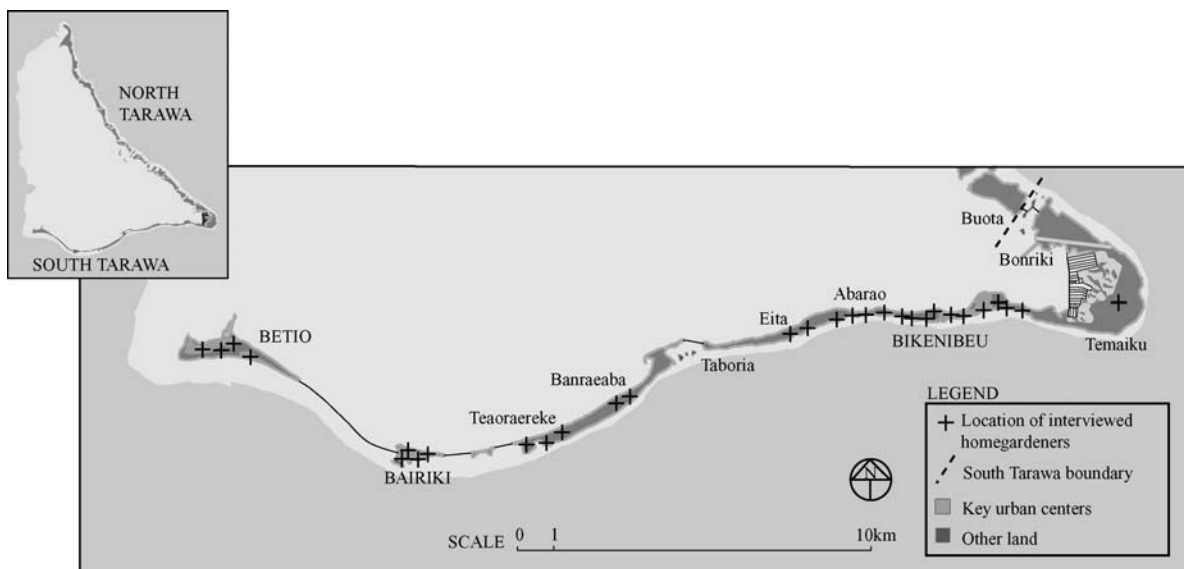 NORTH
TARAWA
SOUTH TARAWA
Buota
Bonriki
Abarao
Eita
BETIO
BIKENIBEU
Temaiku
Taboria
Banraeaba
Teaoraereke
BAIRIKI
N
LEGEND
Location of interviewed
homegardeners
South Tarawa boundary
Key urban centers
Other land
SCALE 0 1 10km